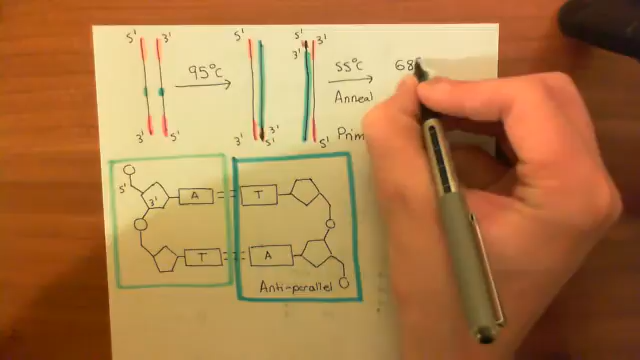 5' 3' 5' 5' 3'
3'
95°C 55°C 68
Anneal
3' 5' 3' 3' 5' 5'
Prim
5'
3' A T
T A
Anti-parallel